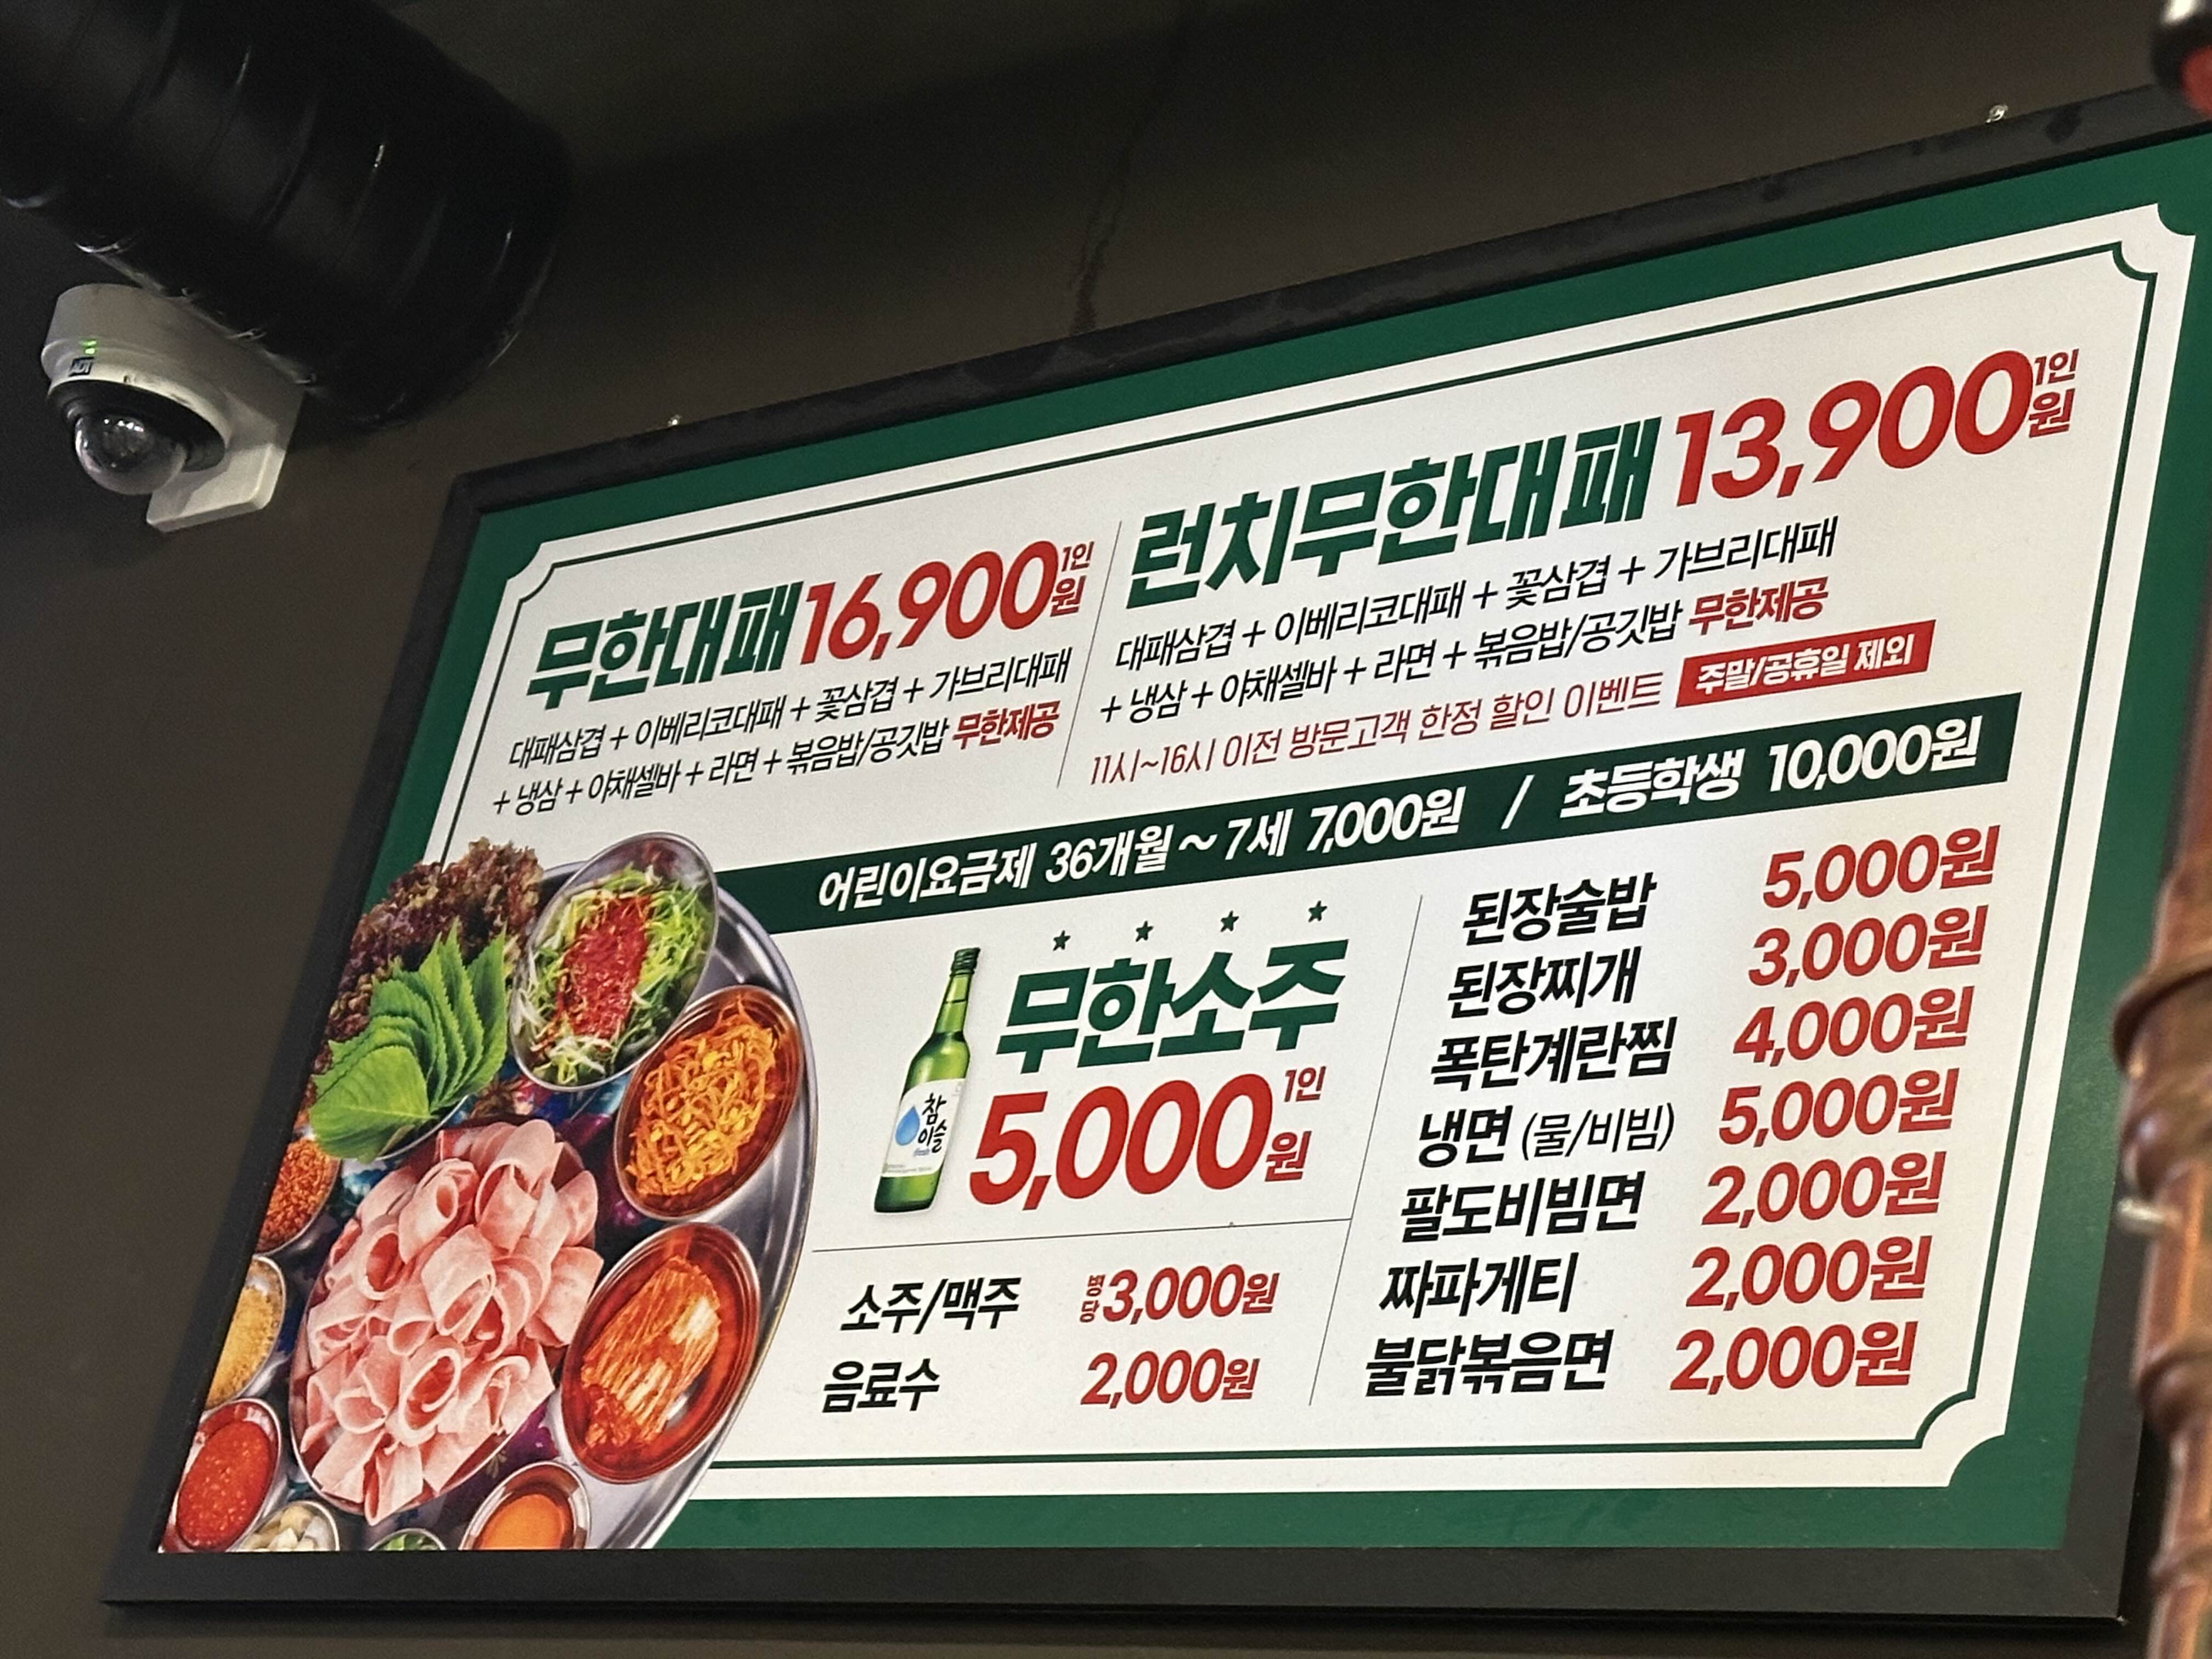 무한대패 16,900원 1인
대패삼겹 + 이베리코대패 + 꽃삼겹 + 가브리대패
+ 냉삼 + 야채셀바 + 라면 + 볶음밥/공깃밥 무한제공
런치무한대패 13,900원 1인
대패삼겹 + 이베리코대패 + 꽃삼겹 + 가브리대패
+ 냉삼 + 야채셀바 + 라면 + 볶음밥/공깃밥 무한제공
11시~16시 이전 방문고객 한정 할인 이벤트 주말/공휴일 제외
어린이요금제 36개월 ~ 7세 7,000원 / 초등학생 10,000원
무한소주
5,000원 1인
참이슬
fresh
소주/맥주 병당 3,000원
음료수 2,000원
된장술밥 5,000원
된장찌개 3,000원
폭탄계란찜 4,000원
냉면 (물/비빔) 5,000원
팔도비빔면 2,000원
짜파게티 2,000원
불닭볶음면 2,000원